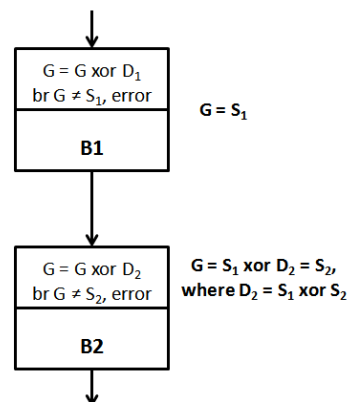 G = G xor D₁
br G ≠ S₁, error
G = S₁
B1
G = G xor D₂
br G ≠ S₂, error
G = S₁ xor D₂ = S₂,
where D₂ = S₁ xor S₂
B2